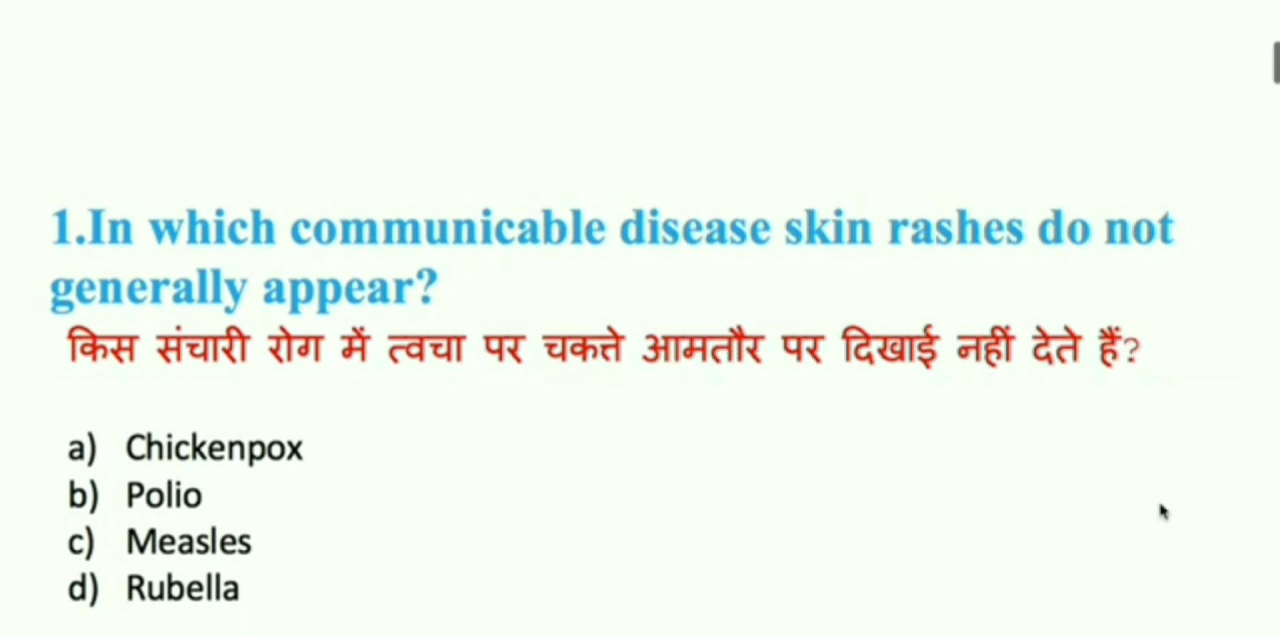 1.In which communicable disease skin rashes do not
generally appear?
किस संचारी रोग में त्वचा पर चकत्ते आमतौर पर दिखाई नहीं देते हैं?
a) Chickenpox
b) Polio
c) Measles
d) Rubella